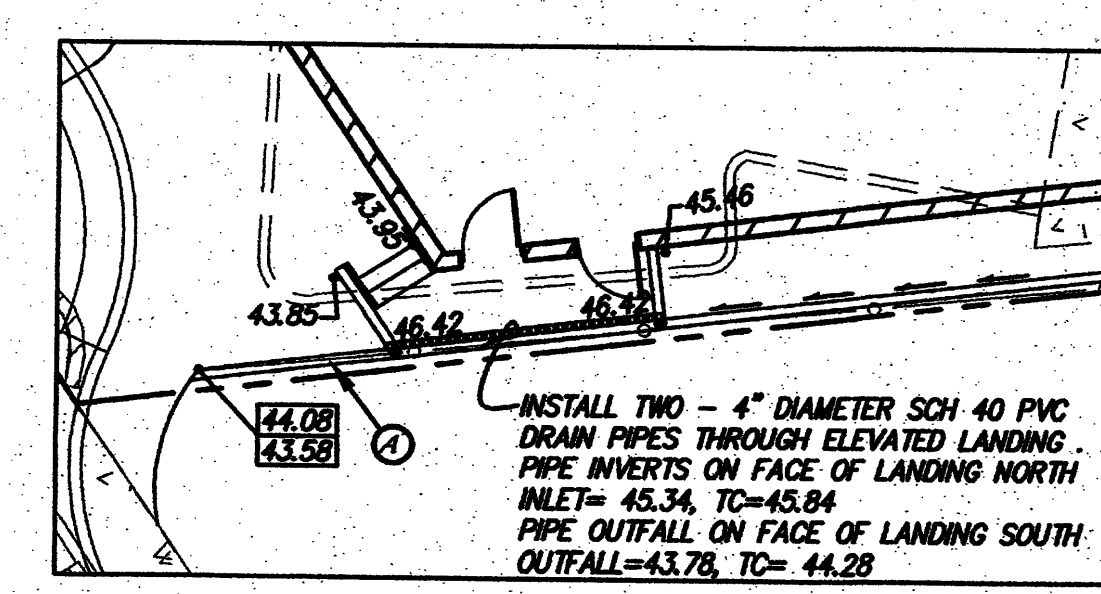 43.95
45.46
43.85
46.42
46.42
44.08
43.58
A
INSTALL TWO - 4" DIAMETER SCH 40 PVC
DRAIN PIPES THROUGH ELEVATED LANDING .
PIPE INVERTS ON FACE OF LANDING NORTH
INLET= 45.34, TC=45.84
PIPE OUTFALL ON FACE OF LANDING SOUTH
OUTFALL=43.78, TC= 44.28